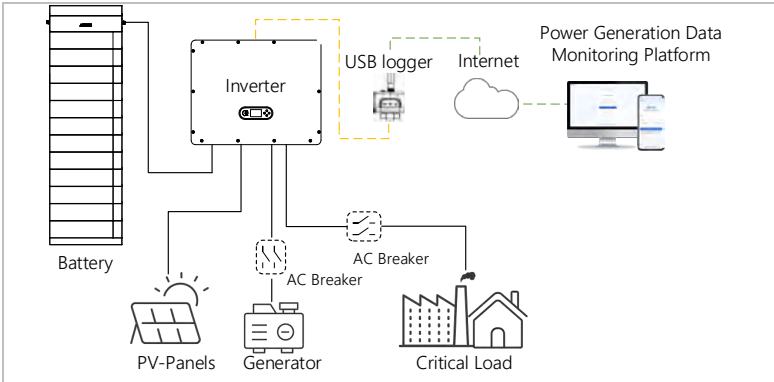 Power Generation Data
Monitoring Platform
USB logger
Internet
Inverter
AC Breaker
Battery
AC Breaker
PV-Panels
Generator
Critical Load